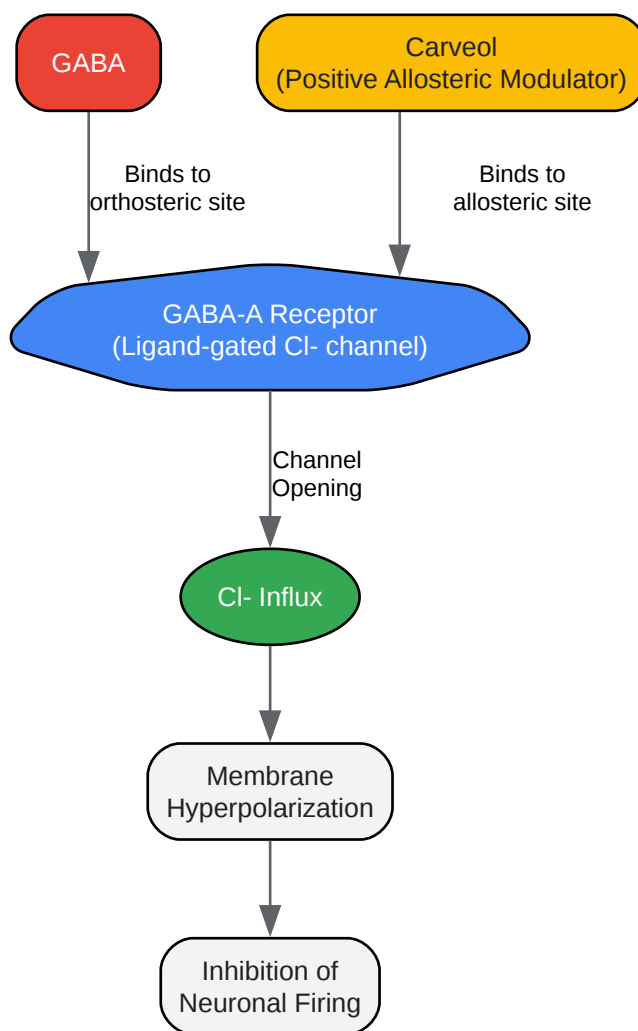 GABA
Carveol
(Positive Allosteric Modulator)
Binds to
orthosteric site
Binds to
allosteric site
GABA-A Receptor
(Ligand-gated Cl- channel)
Channel
Opening
Cl- Influx
Membrane
Hyperpolarization
Inhibition of
Neuronal Firing